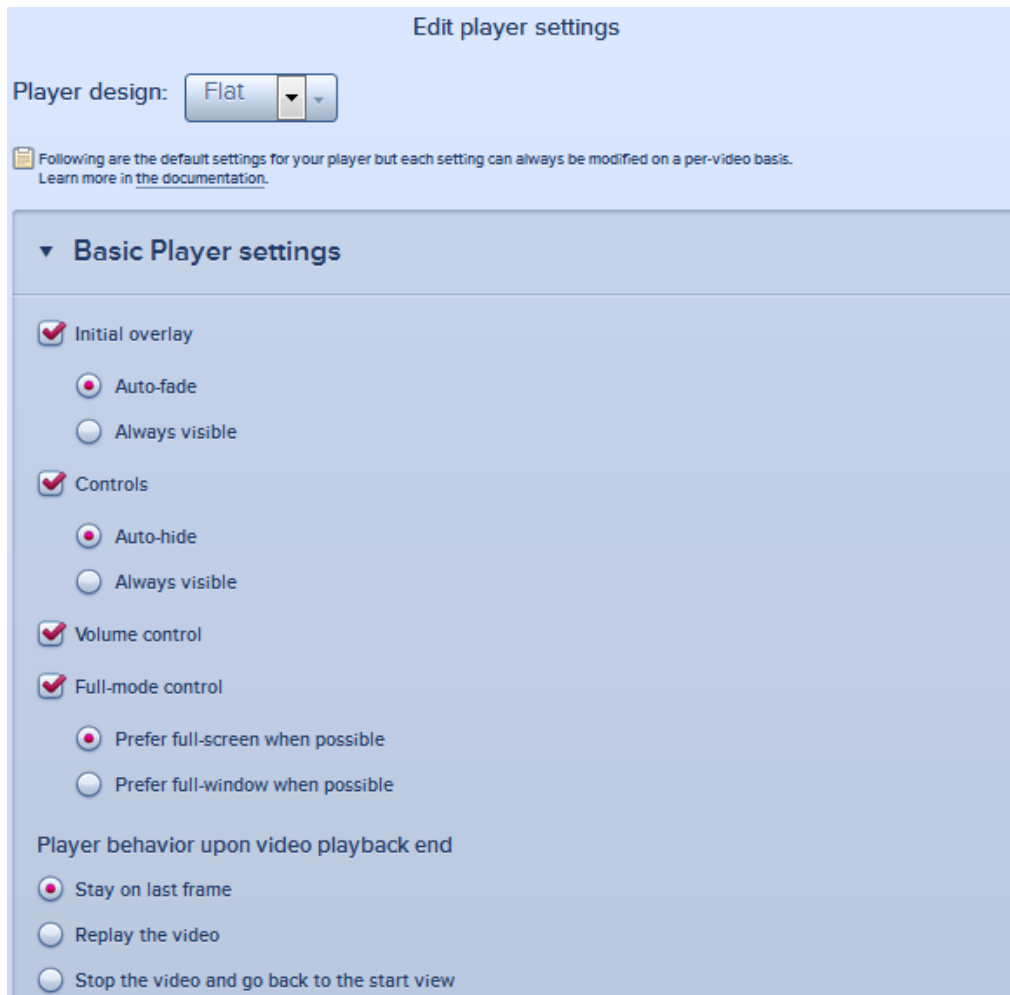 Edit player settings
Player design: Flat
Following are the default settings for your player but each setting can always be modified on a per-video basis.
Learn more in the documentation.
Basic Player settings
Initial overlay
Auto-fade
Always visible
Controls
Auto-hide
Always visible
Volume control
Full-mode control
Prefer full-screen when possible
Prefer full-window when possible
Player behavior upon video playback end
Stay on last frame
Replay the video
Stop the video and go back to the start view